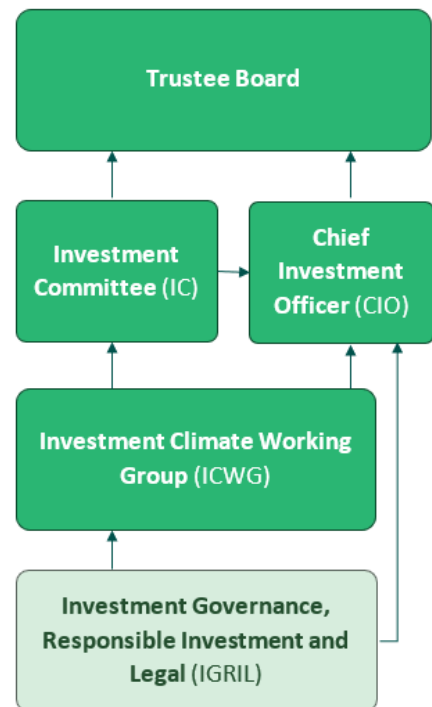 Trustee Board
Investment
Committee (IC)
Chief
Investment
Officer (CIO)
Investment Climate Working
Group (ICWG)
Investment Governance,
Responsible Investment and
Legal (IGRIL)